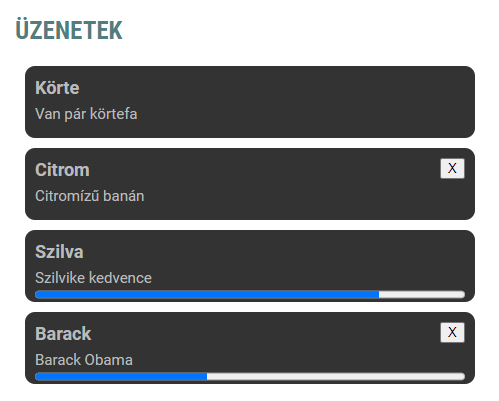 ÜZENETEK
Körte
Van pár körtefa
Citrom
X
Citromízű banán
Szilva
Szilvike kedvence
Barack
X
Barack Obama